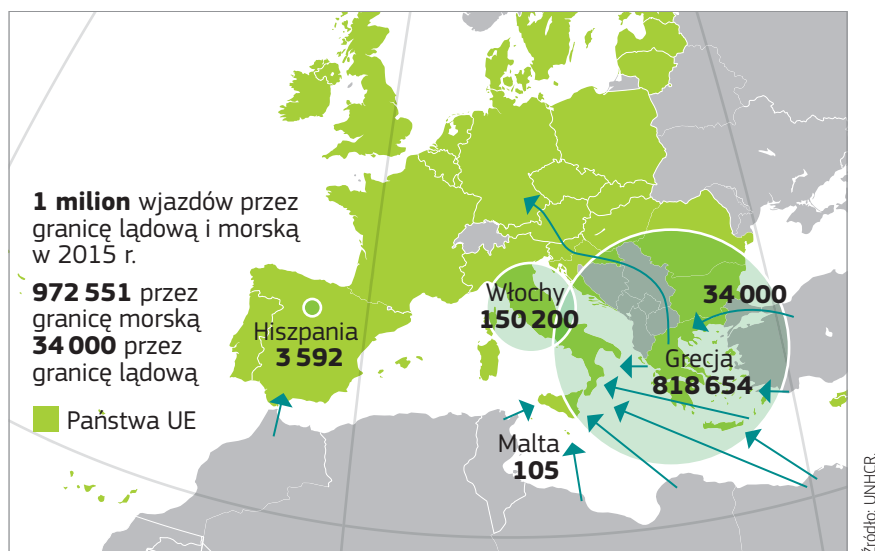 1 milion wjazdów przez
granicę lądową i morską
w 2015 r.
972 551 przez
granicę morską
34 000 przez
granicę lądową
Państwa UE
Hiszpania
3 592
Włochy
150 200
34 000
Grecja
818 654
Malta
105
Źródło: UNHCR.